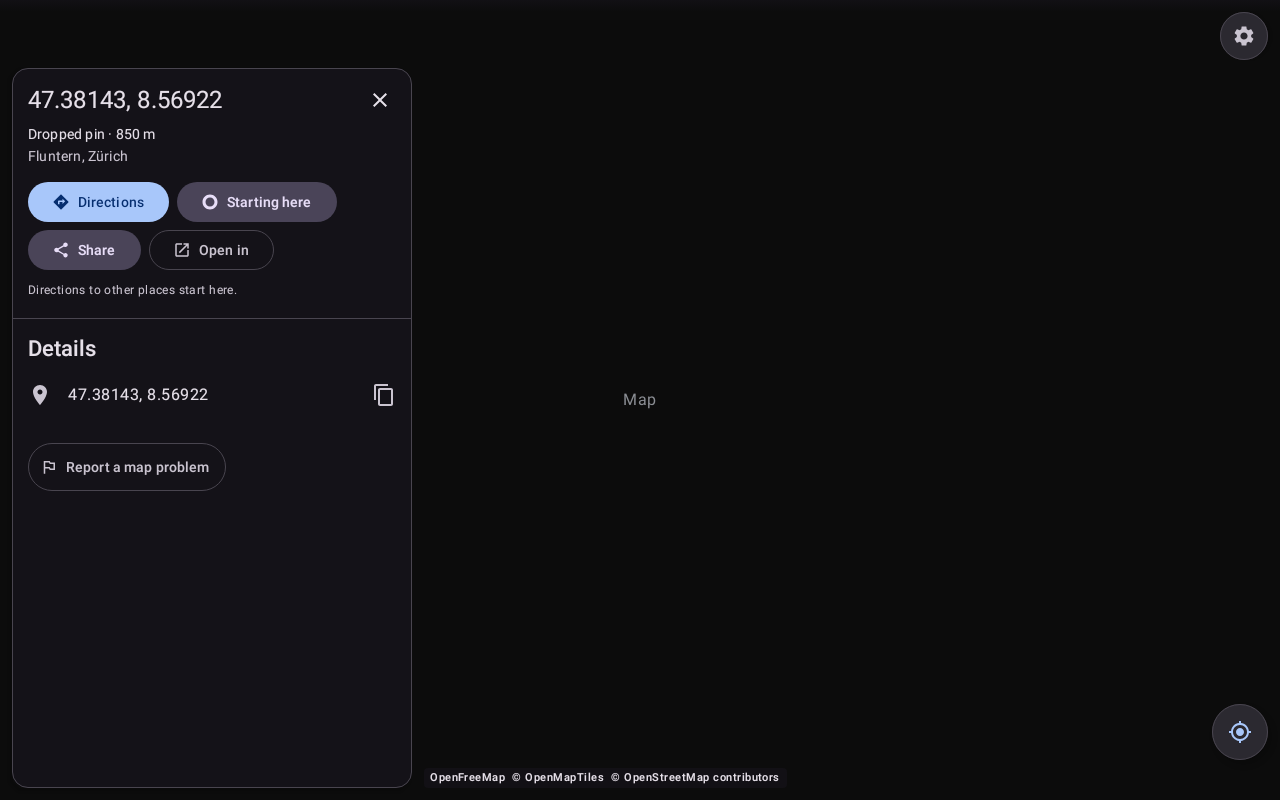 47.38143, 8.56922
Dropped pin · 850 m
Fluntern, Zürich
Directions
Starting here
Share
Open in
Directions to other places start here.
Details
47.38143, 8.56922
Report a map problem
Map
OpenFreeMap © OpenMapTiles © OpenStreetMap contributors